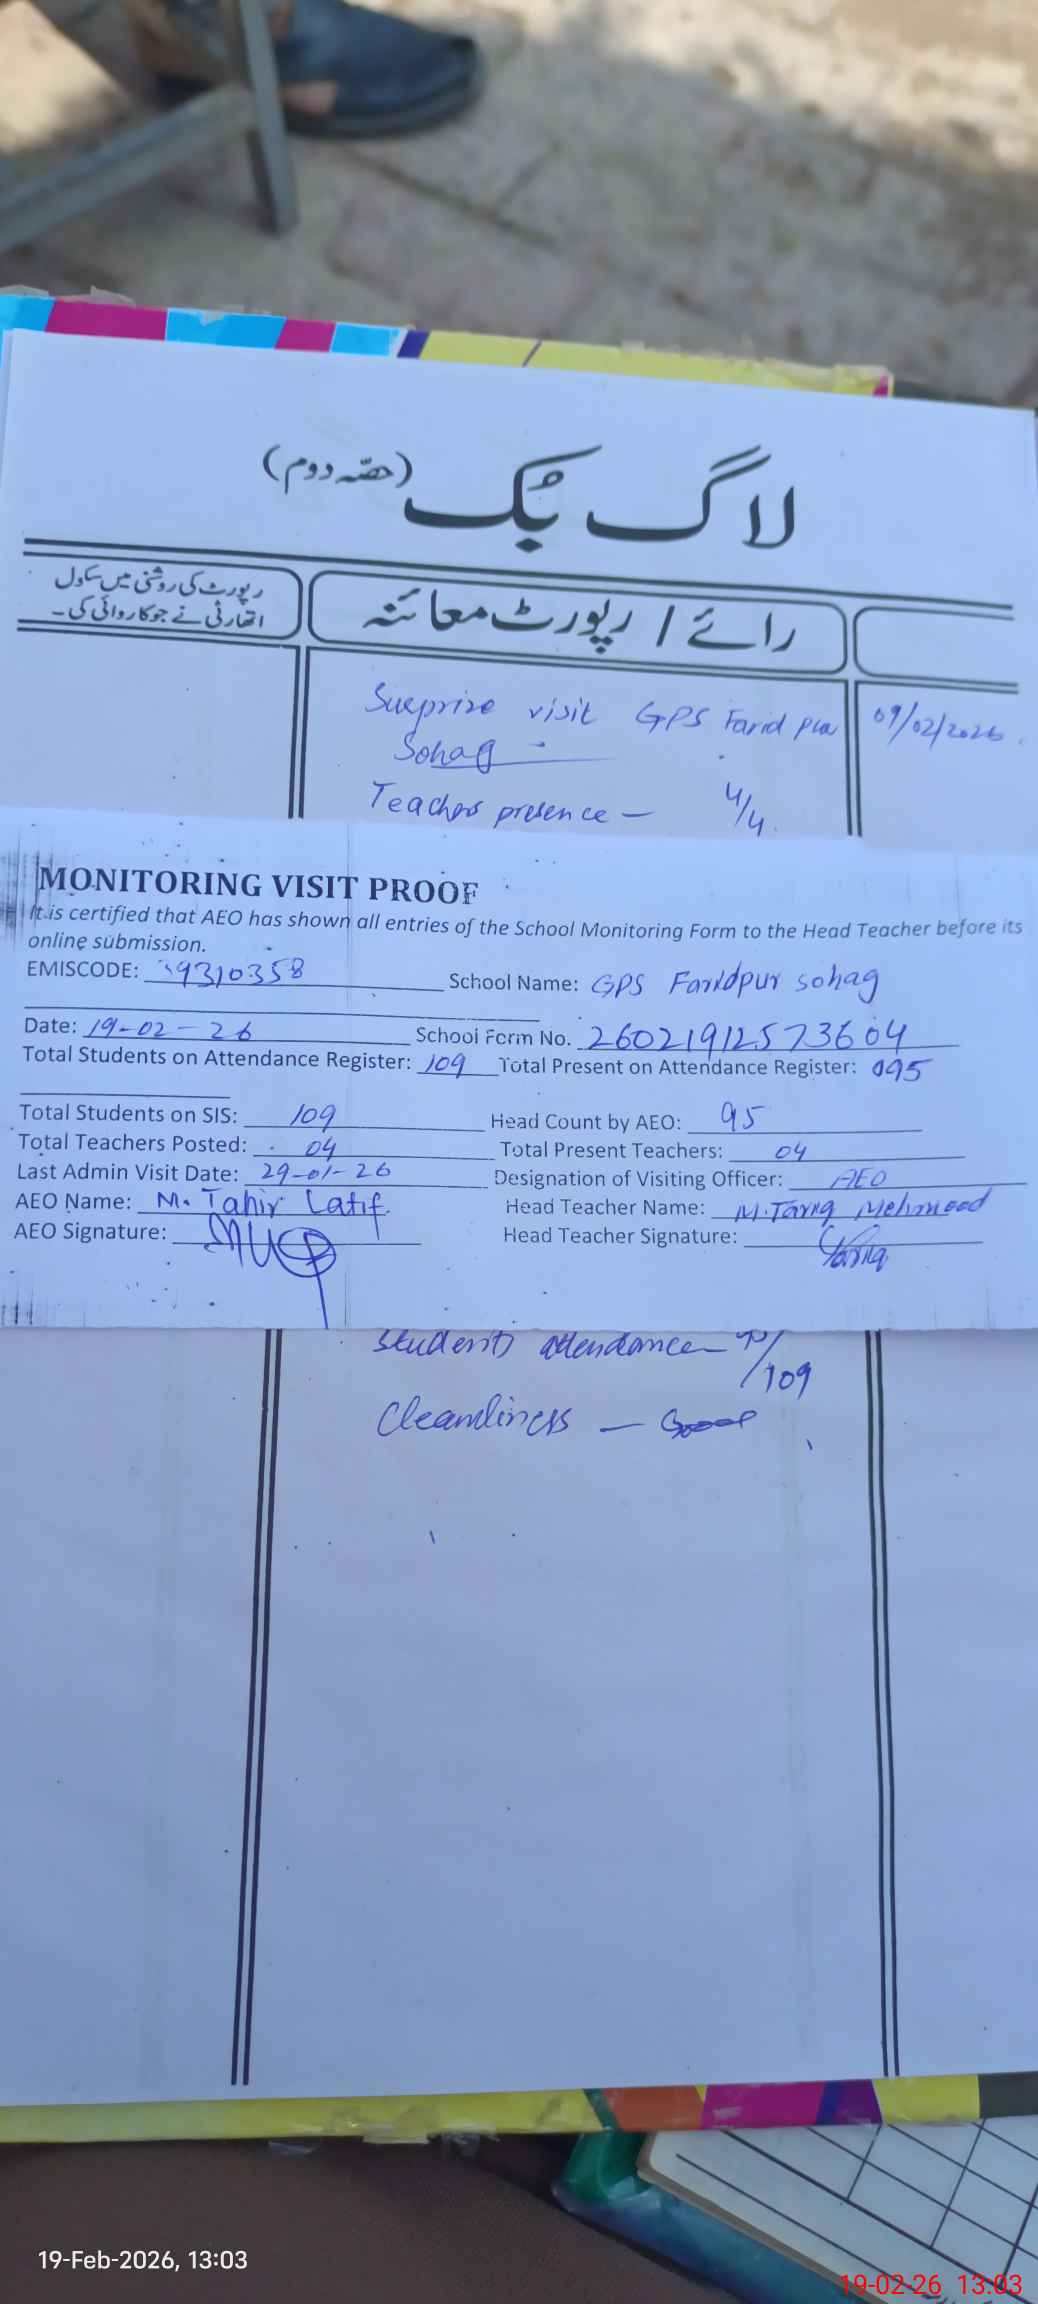 لاگ بُک (حصّہ دوم)
رائے / رپورٹ معائنہ
رپورٹ کی روشنی میں سکول
اتھارٹی نے جو کاروائی کی۔
Surprize visit GPS Farid pur
Sohag -
09/02/2026
Teachers presence — 4/4
MONITORING VISIT PROOF
It is certified that AEO has shown all entries of the School Monitoring Form to the Head Teacher before its
online submission.
EMISCODE: 39310358 School Name: GPS Faridpur sohag
Date: 19-02-26 School Form No. 26021912573604
Total Students on Attendance Register: 109 Total Present on Attendance Register: 095
Total Students on SIS: 109 Head Count by AEO: 95
Total Teachers Posted: 04 Total Present Teachers: 04
Last Admin Visit Date: 29-01-26 Designation of Visiting Officer: AEO
AEO Name: M. Tahir Latif Head Teacher Name: M. Tariq Mehmood
AEO Signature: Head Teacher Signature: Tariq
Students attendance — /109
Cleanliness — Good
19-Feb-2026, 13:03
19-02-26 13:03